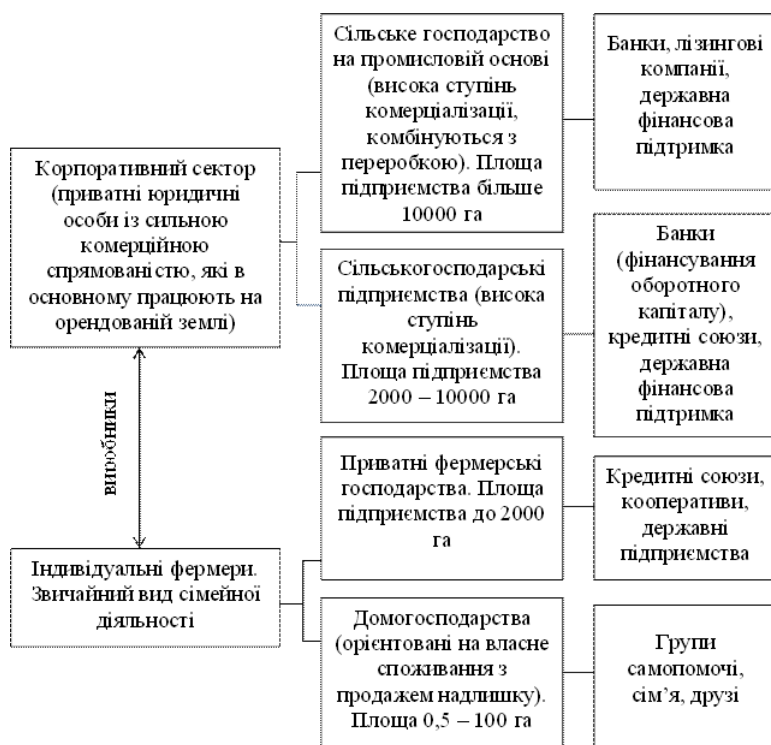 Корпоративний сектор
(приватні юридичні
особи із сильною
комерційною
спрямованістю, які в
основному працюють на
орендованій землі)
виробники
Індивідуальні фермери.
Звичайний вид сімейної
діяльності
Сільське господарство
на промисловій основі
(висока ступінь
комерціалізації,
комбінуються з
переробкою). Площа
підприємства більше
10000 га
Сільськогосподарські
підприємства (висока
ступінь
комерціалізації).
Площа підприємства
2000 – 10000 га
Приватні фермерські
господарства. Площа
підприємства до 2000
га
Домогосподарства
(орієнтовані на власне
споживання з
продажем надлишку).
Площа 0,5 – 100 га
Банки, лізингові
компанії,
державна
фінансова
підтримка
Банки
(фінансування
оборотного
капіталу),
кредитні союзи,
державна
фінансова
підтримка
Кредитні союзи,
кооперативи,
державні
підприємства
Групи
самопомочі,
сім’я, друзі